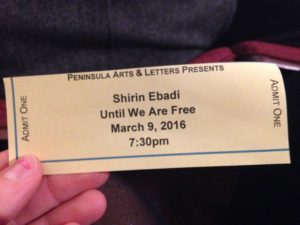 PENINSULA ARTS & LETTERS PRESENTS
ADMIT ONE
Shirin Ebadi
Until We Are Free
March 9, 2016
7:30pm
ADMIT ONE